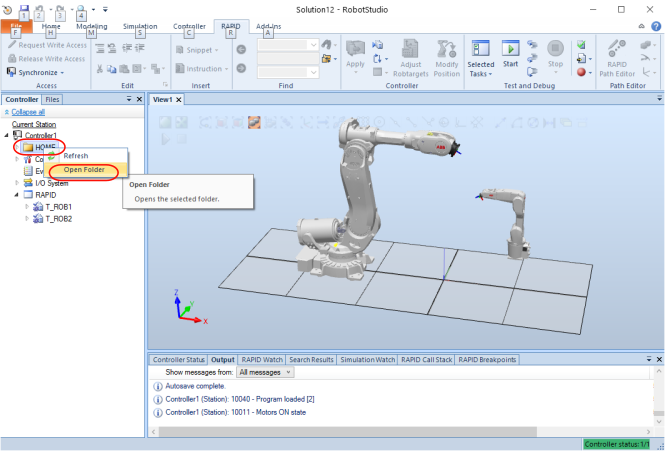 Solution12 - RobotStudio
1 2 3 4
File Home Modeling Simulation Controller RAPID Add-Ins
F H M S C R A
Request Write Access
Release Write Access
Synchronize
Access
Edit
Snippet
Instruction
Insert
Find
Apply
Adjust Robtargets
Modify Position
Controller
Selected Tasks
Start
Stop
Test and Debug
RAPID Path Editor
Path Editor
Controller Files
View1
Collapse all
Current Station
Controller1
HOME
Co
Refresh
Ev
Open Folder
I/O System
Open Folder
Opens the selected folder.
RAPID
T_ROB1
T_ROB2
ABB
Z
Y
X
Controller Status Output RAPID Watch Search Results Simulation Watch RAPID Call Stack RAPID Breakpoints
Show messages from: All messages
Autosave complete.
Controller1 (Station): 10040 - Program loaded [2]
Controller1 (Station): 10011 - Motors ON state
Controller status: 1/1